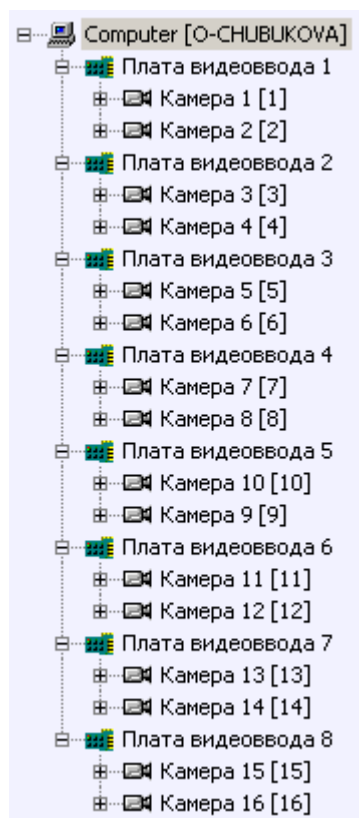 Computer [O-CHUBUKOVA]
Плата видеоввода 1
Камера 1 [1]
Камера 2 [2]
Плата видеоввода 2
Камера 3 [3]
Камера 4 [4]
Плата видеоввода 3
Камера 5 [5]
Камера 6 [6]
Плата видеоввода 4
Камера 7 [7]
Камера 8 [8]
Плата видеоввода 5
Камера 10 [10]
Камера 9 [9]
Плата видеоввода 6
Камера 11 [11]
Камера 12 [12]
Плата видеоввода 7
Камера 13 [13]
Камера 14 [14]
Плата видеоввода 8
Камера 15 [15]
Камера 16 [16]